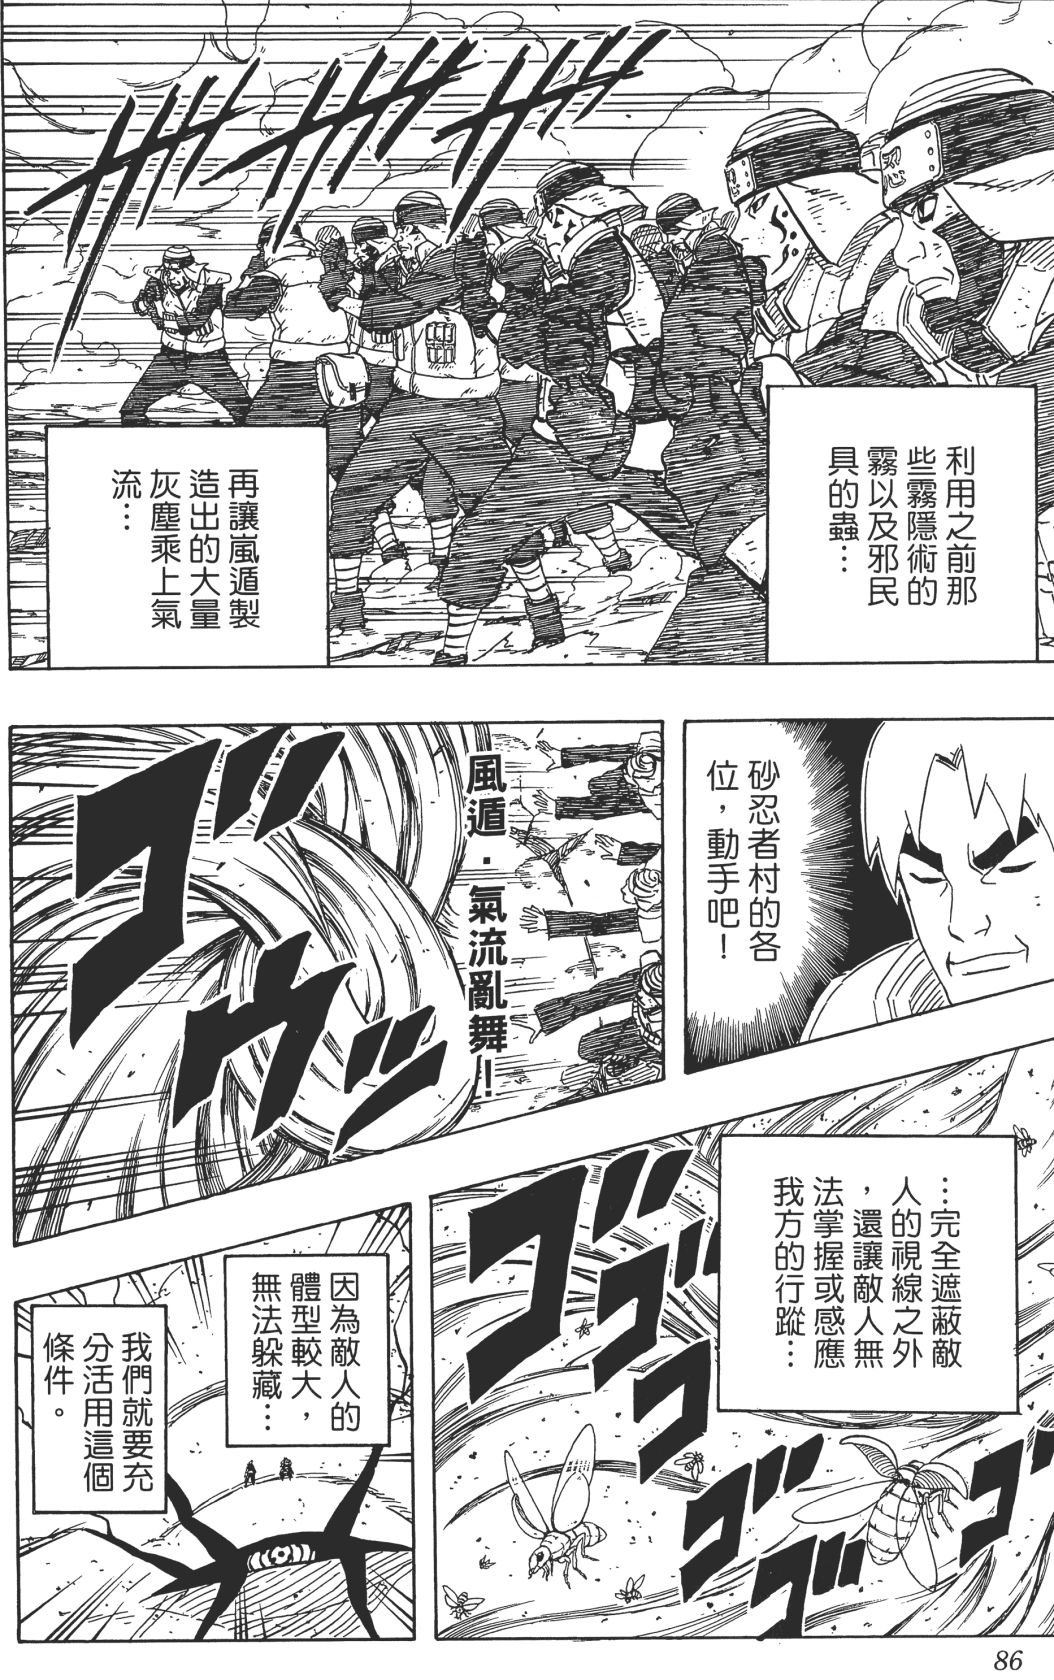 利用之前那
些霧隱術的
霧以及邪民
具的蟲…
再讓嵐遁製
造出的大量
灰塵乘上氣
流…
ザザザ
砂忍者村的各
位，動手吧！
風遁．氣流亂舞！
ゴゥッ
…完全遮蔽敵
人的視線之外
，還讓敵人無
法掌握或感應
我方的行蹤…
ゴゴゴゴゴ
因為敵人的
體型較大，
無法躲藏…
我們就要充
分活用這個
條件。
86